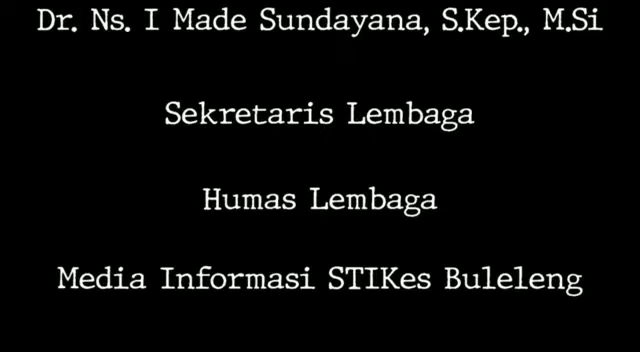 Dr. Ns. I Made Sundayana, S.Kep., M.Si
Sekretaris Lembaga
Humas Lembaga
Media Informasi STIKes Buleleng